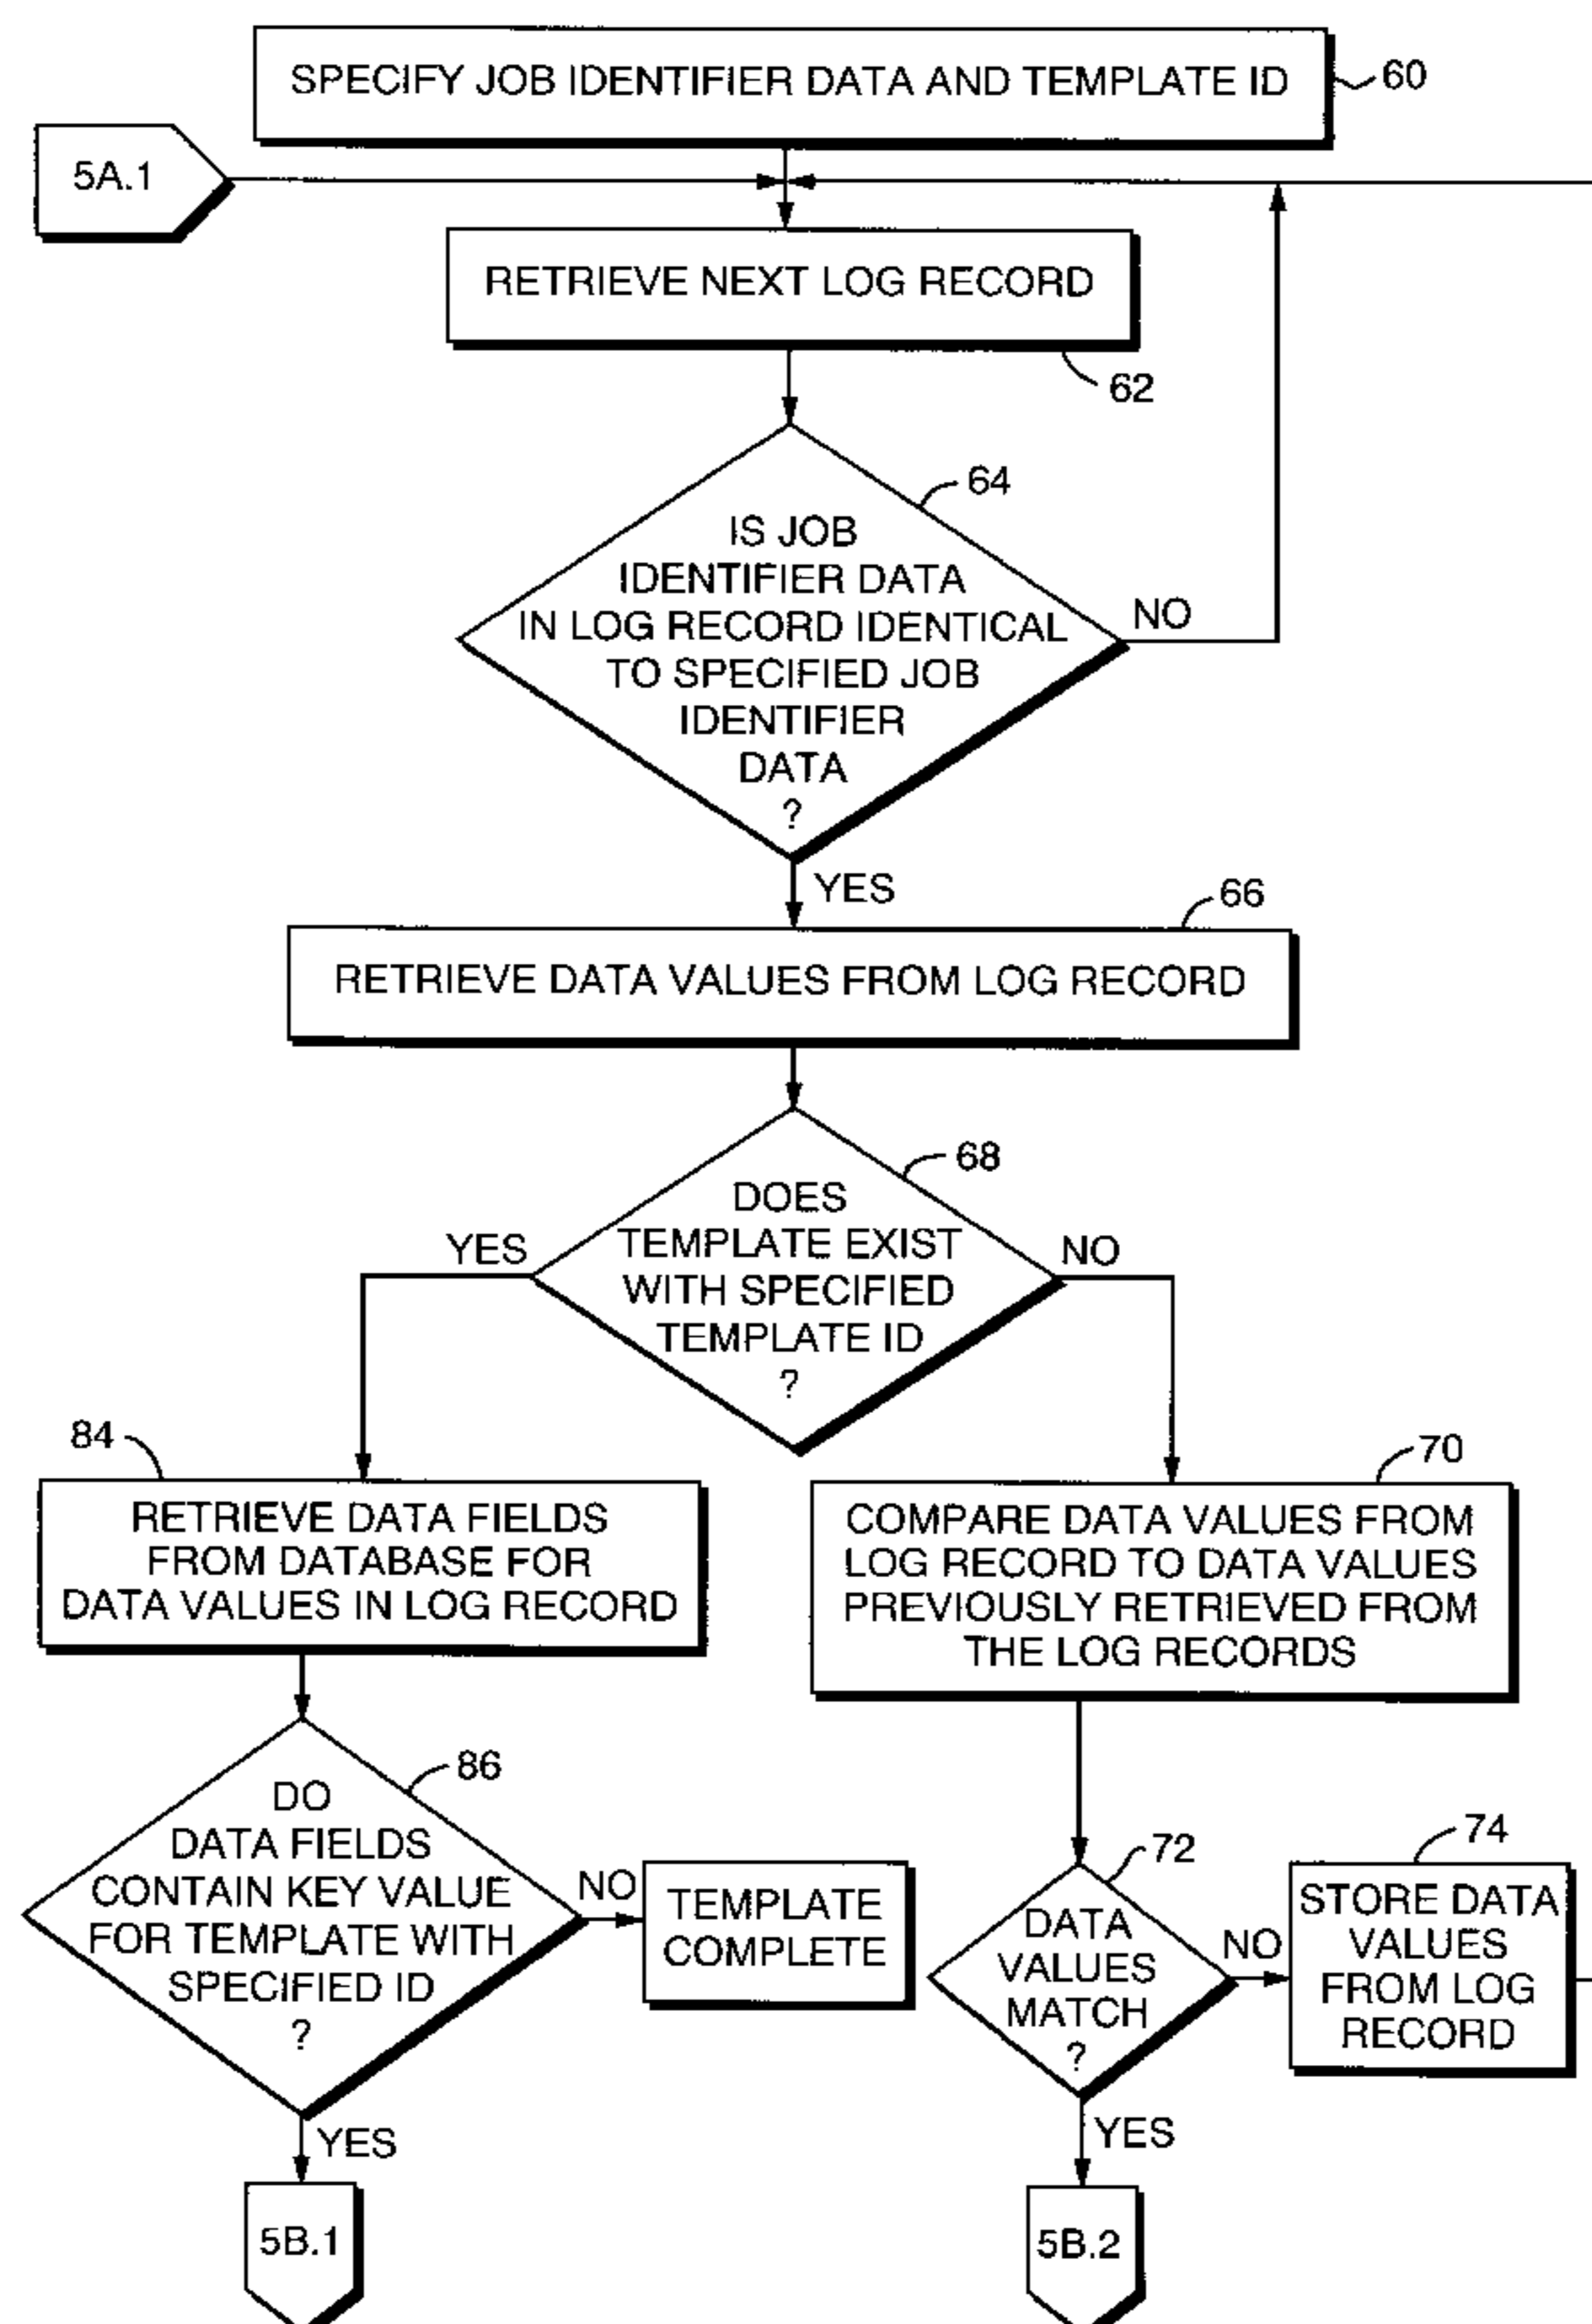 SPECIFY JOB IDENTIFIER DATA AND TEMPLATE ID
60
5A.1
RETRIEVE NEXT LOG RECORD
62
64
IS JOB
IDENTIFIER DATA
IN LOG RECORD IDENTICAL
TO SPECIFIED JOB
IDENTIFIER
DATA
?
NO
YES
66
RETRIEVE DATA VALUES FROM LOG RECORD
68
DOES
TEMPLATE EXIST
WITH SPECIFIED
TEMPLATE ID
?
YES
NO
84
RETRIEVE DATA FIELDS
FROM DATABASE FOR
DATA VALUES IN LOG RECORD
70
COMPARE DATA VALUES FROM
LOG RECORD TO DATA VALUES
PREVIOUSLY RETRIEVED FROM
THE LOG RECORDS
86
DO
DATA FIELDS
CONTAIN KEY VALUE
FOR TEMPLATE WITH
SPECIFIED ID
?
NO
TEMPLATE
COMPLETE
72
DATA
VALUES
MATCH
?
NO
74
STORE DATA
VALUES
FROM LOG
RECORD
YES
5B.1
YES
5B.2